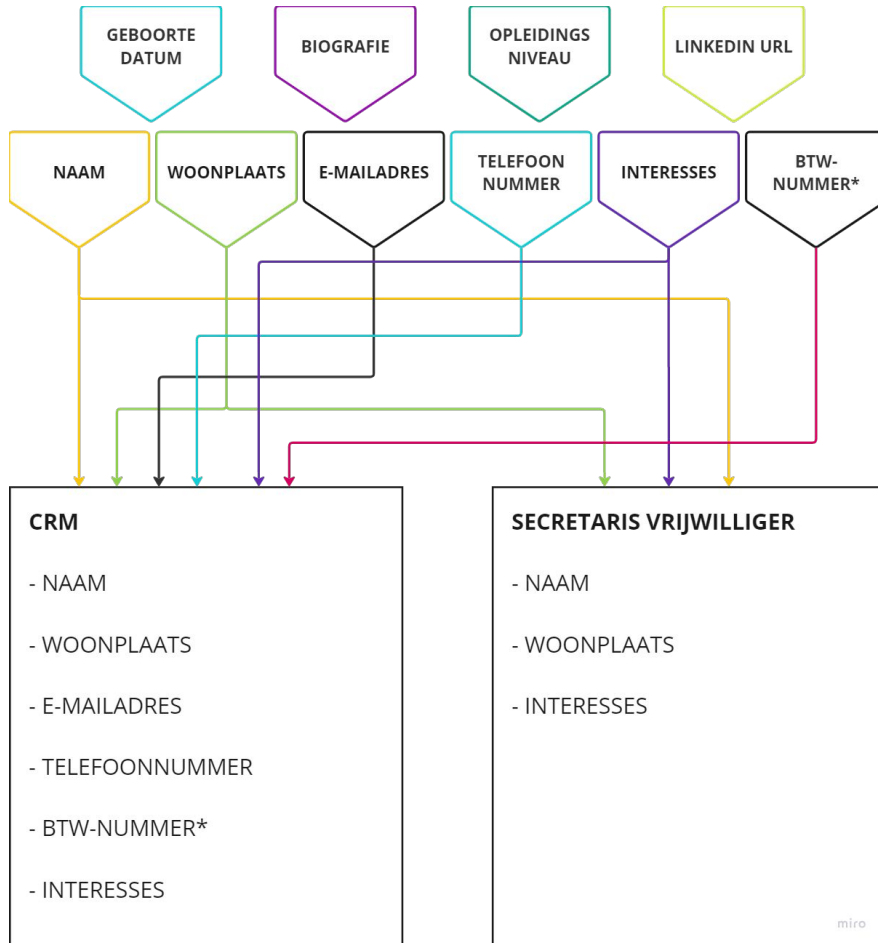 GEBOORTE
DATUM
BIOGRAFIE
OPLEIDINGS
NIVEAU
LINKEDIN URL
NAAM
WOONPLAATS
E-MAILADRES
TELEFOON
NUMMER
INTERESSES
BTW-
NUMMER*
CRM
- NAAM
- WOONPLAATS
- E-MAILADRES
- TELEFOONNUMMER
- BTW-NUMMER*
- INTERESSES
SECRETARIS VRIJWILLIGER
- NAAM
- WOONPLAATS
- INTERESSES
miro